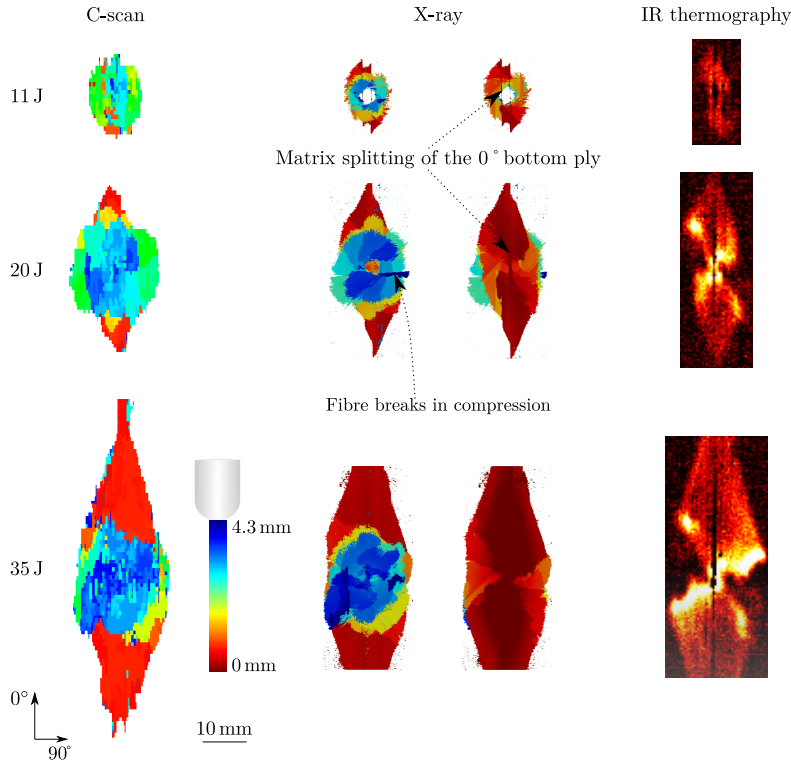 C-scan
X-ray
IR thermography
11 J
Matrix splitting of the 0° bottom ply
20 J
Fibre breaks in compression
4.3 mm
35 J
0 mm
0°
90°
10 mm